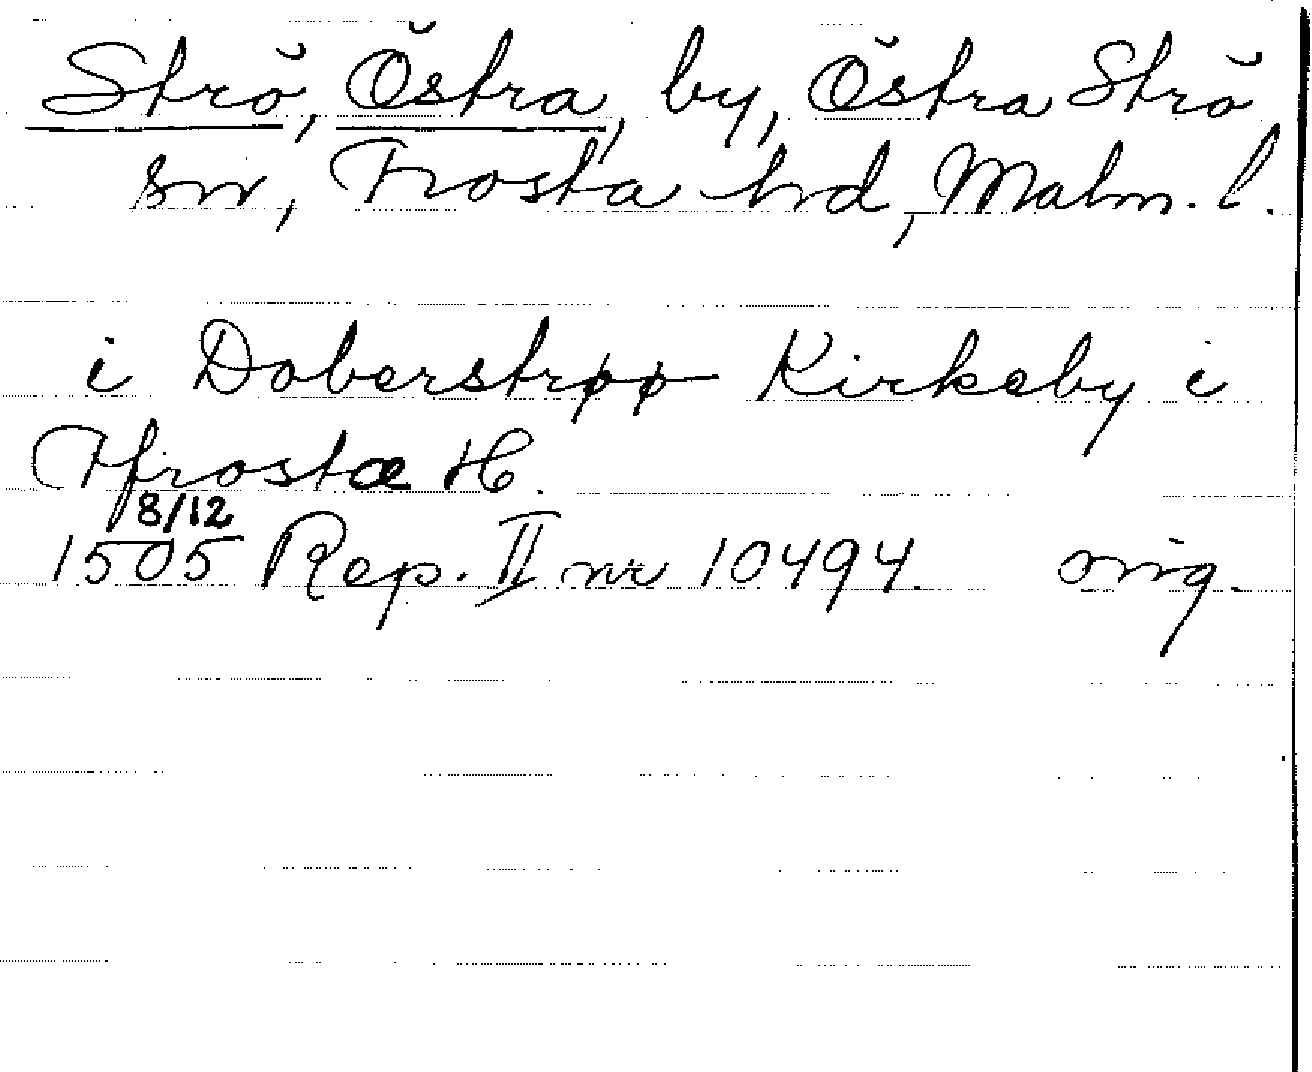 Strö, Östra, by, Östra Strö
sn, Frosta hd, Malm. l.
i Doberstrøø Kirkeby i
Ffrostæ H.
8/12
1505 Rep. II nr 10494. orig.